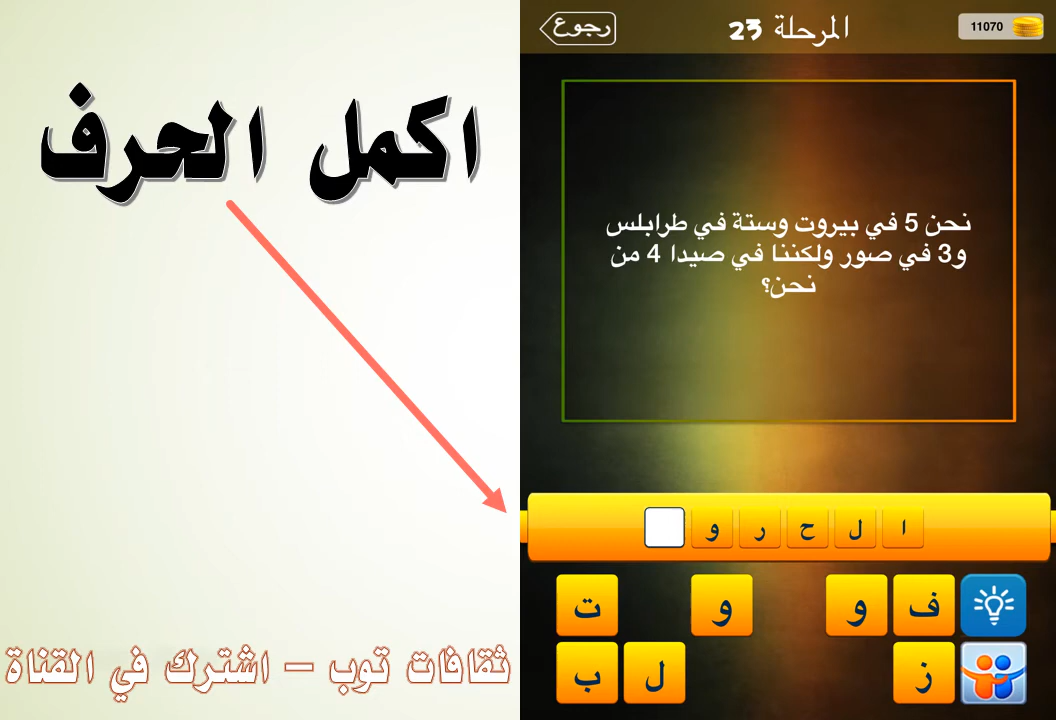 اكمل الحرف
ثقافات توب – اشترك في القناة
رجوع
المرحلة 23
11070
نحن 5 في بيروت وستة في طرابلس
و3 في صور ولكننا في صيدا 4 من
نحن؟
ا ل ح ر و
ف و و ت
ز ل ب